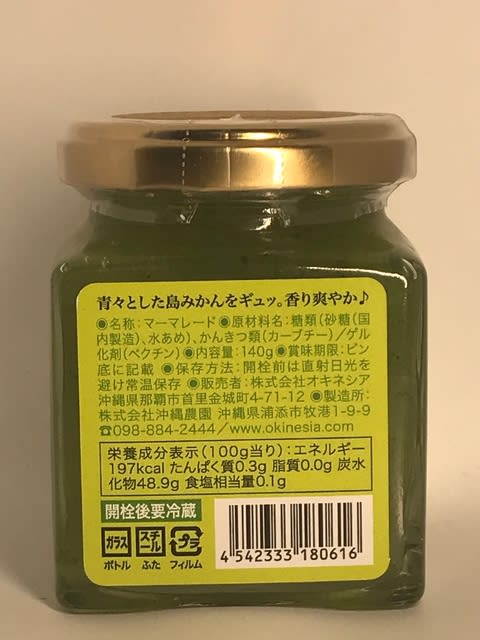 青々とした島みかんをギュッ。香り爽やか♪
●名称：マーマレード●原材料名：糖類（砂糖（国
内製造）、水あめ）、かんきつ類（カーブチー）／ゲル
化剤（ペクチン）●内容量：140g●賞味期限：ビン
底に記載 ●保存方法：開栓前は直射日光を
避け常温保存 ●販売者：株式会社オキネシア
沖縄県那覇市首里金城町4-71-12 ●製造所：
株式会社沖縄農園 沖縄県浦添市牧港1-9-9
☎098-884-2444／www.okinesia.com
栄養成分表示（100g当り）：エネルギー
197kcal たんぱく質0.3g 脂質0.0g 炭水
化物48.9g 食塩相当量0.1g
開栓後要冷蔵
ガラス スチール プラ
ボトル ふた フィルム
4 542333 180616